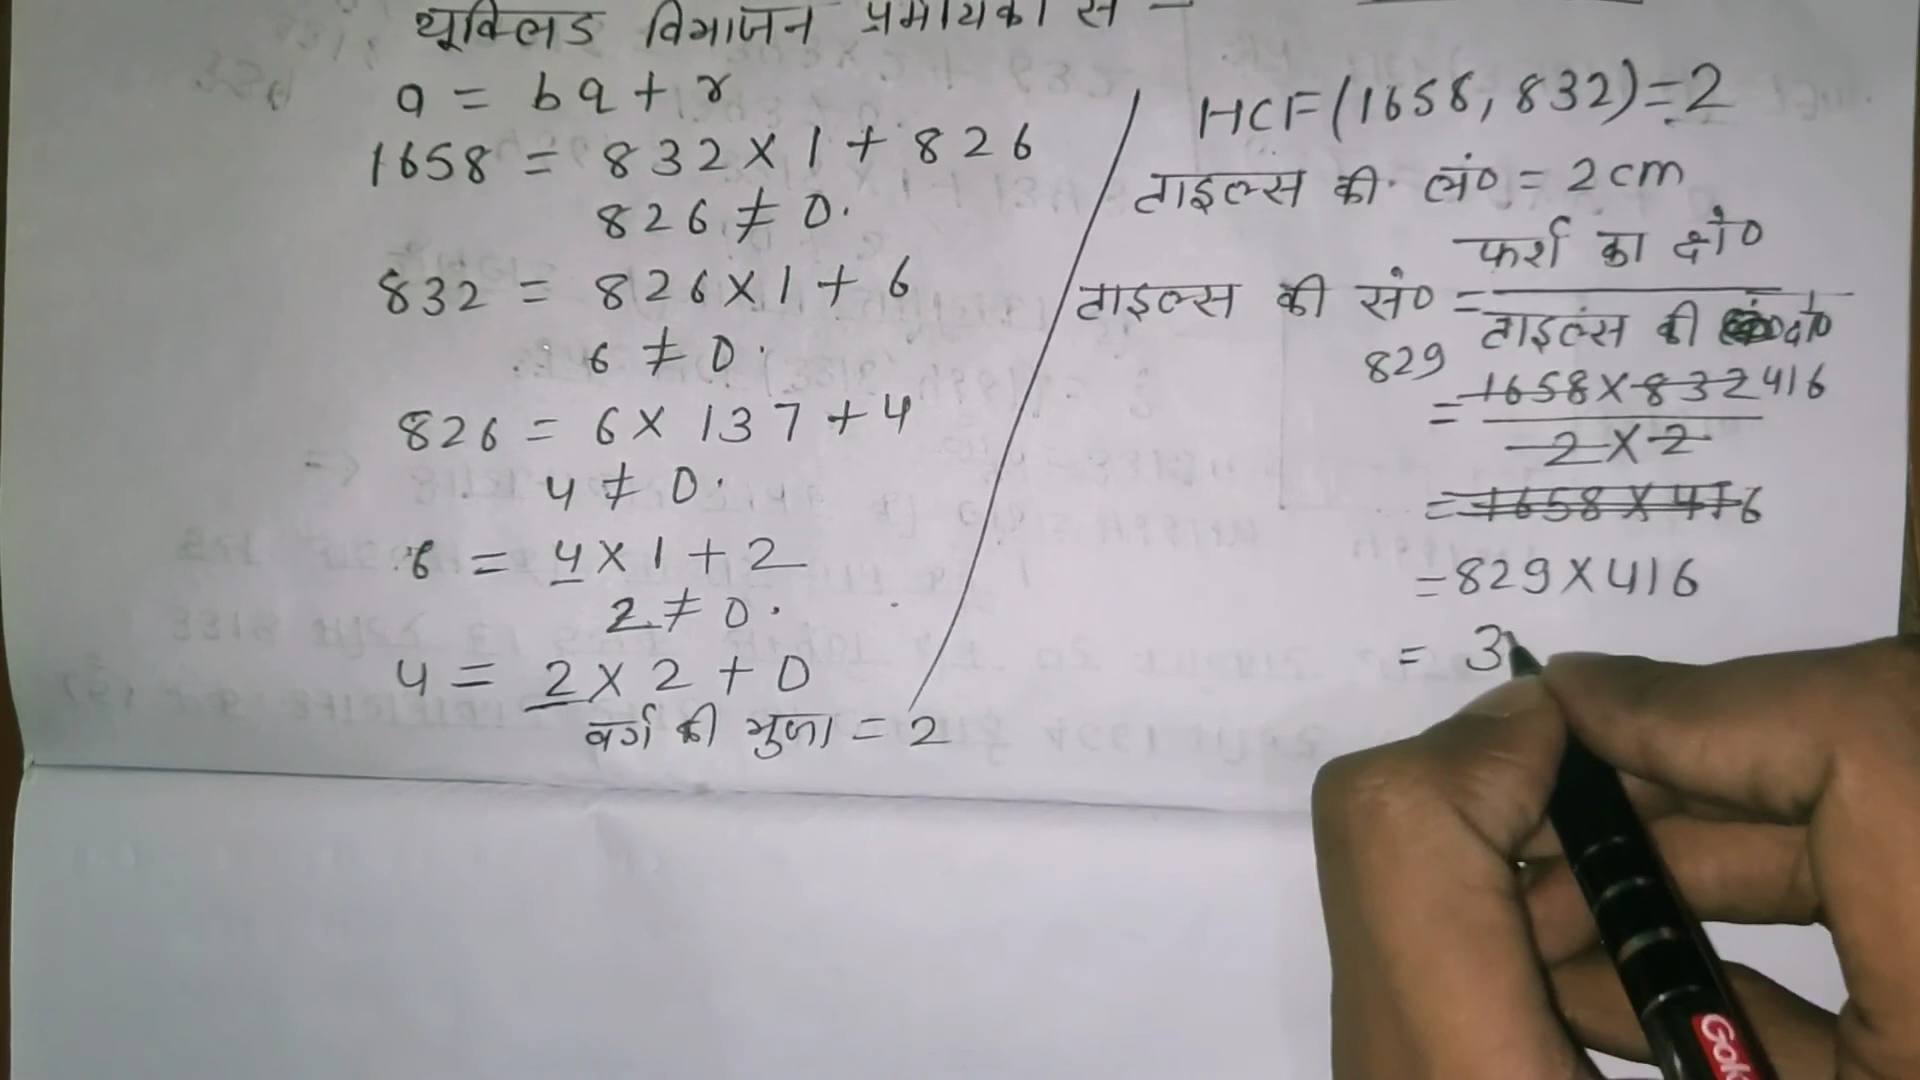 यूक्लिड विभाजन प्रमेयिका से -
a = bq + r
1658 = 832 × 1 + 826
826 ≠ 0.
832 = 826 × 1 + 6
6 ≠ 0.
826 = 6 × 137 + 4
4 ≠ 0.
6 = 4 × 1 + 2
2 ≠ 0.
4 = 2 × 2 + 0
वर्ग की भुजा = 2
HCF(1658, 832) = 2
टाइल्स की लं० = 2 cm
टाइल्स की सं० = फर्श का क्षे०
टाइल्स की क्षे०
829
= 1658 × 832 416
2 × 2
= 1658 × 416
= 829 × 416
= 3